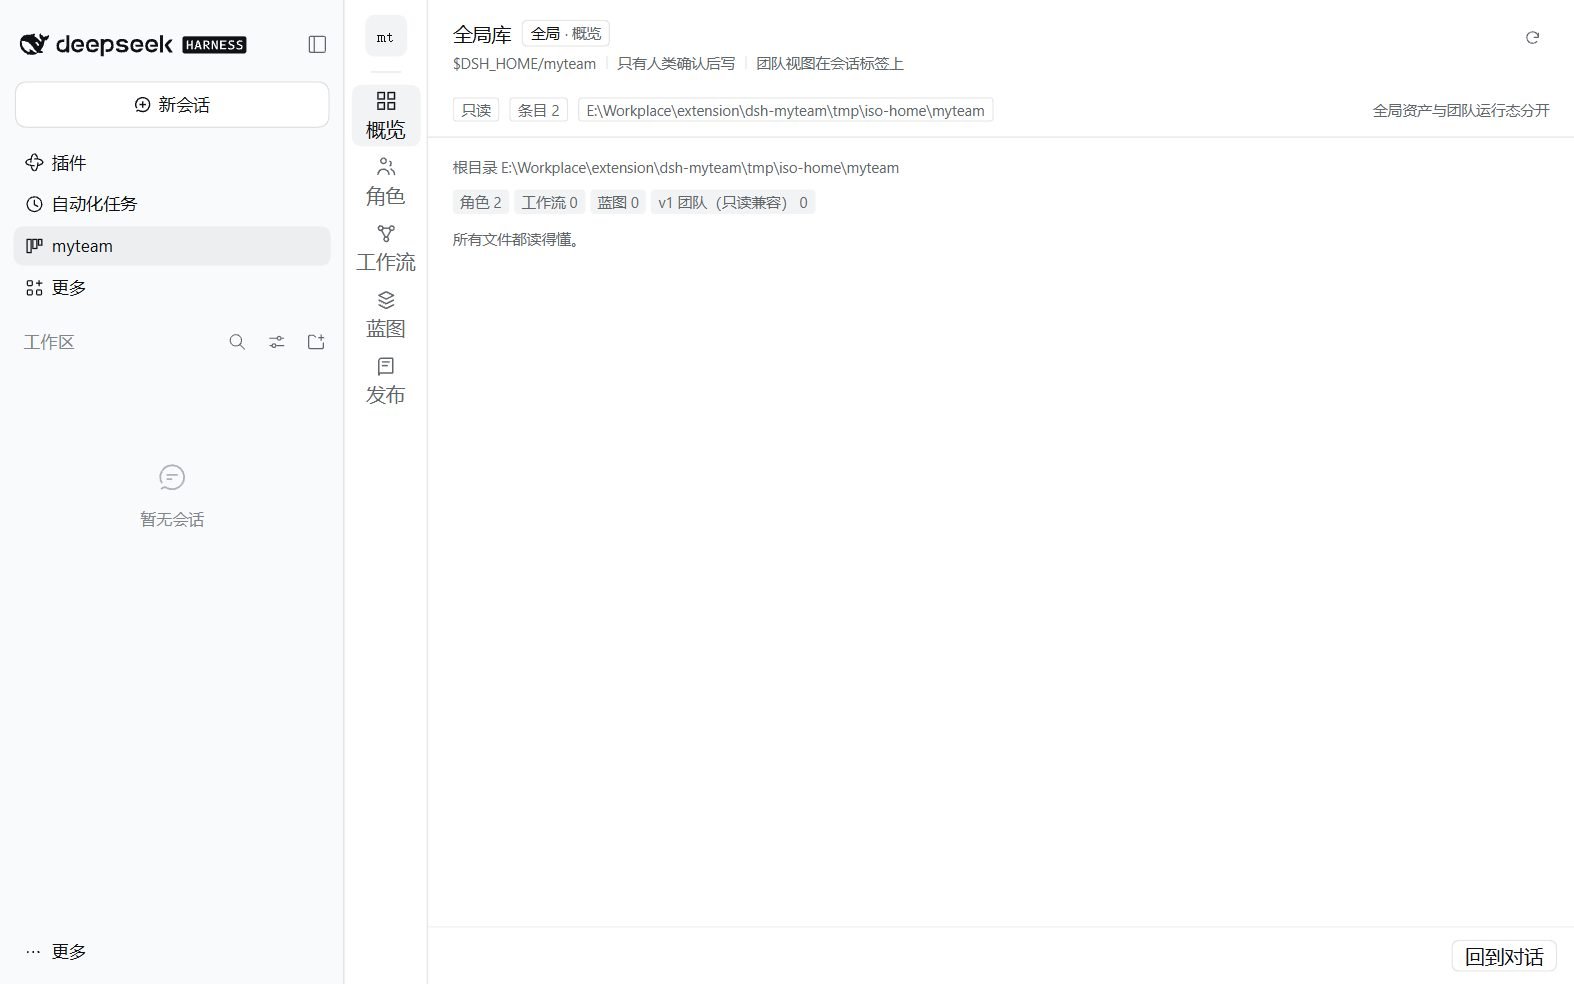 deepseek HARNESS
新会话
插件
自动化任务
myteam
更多
工作区
暂无会话
更多
mt
概览
角色
工作流
蓝图
发布
全局库 全局 · 概览
$DSH_HOME/myteam 只有人类确认后写 团队视图在会话标签上
只读 条目 2 E:\Workplace\extension\dsh-myteam\tmp\iso-home\myteam 全局资产与团队运行态分开
根目录 E:\Workplace\extension\dsh-myteam\tmp\iso-home\myteam
角色 2 工作流 0 蓝图 0 v1 团队（只读兼容） 0
所有文件都读得懂。
回到对话